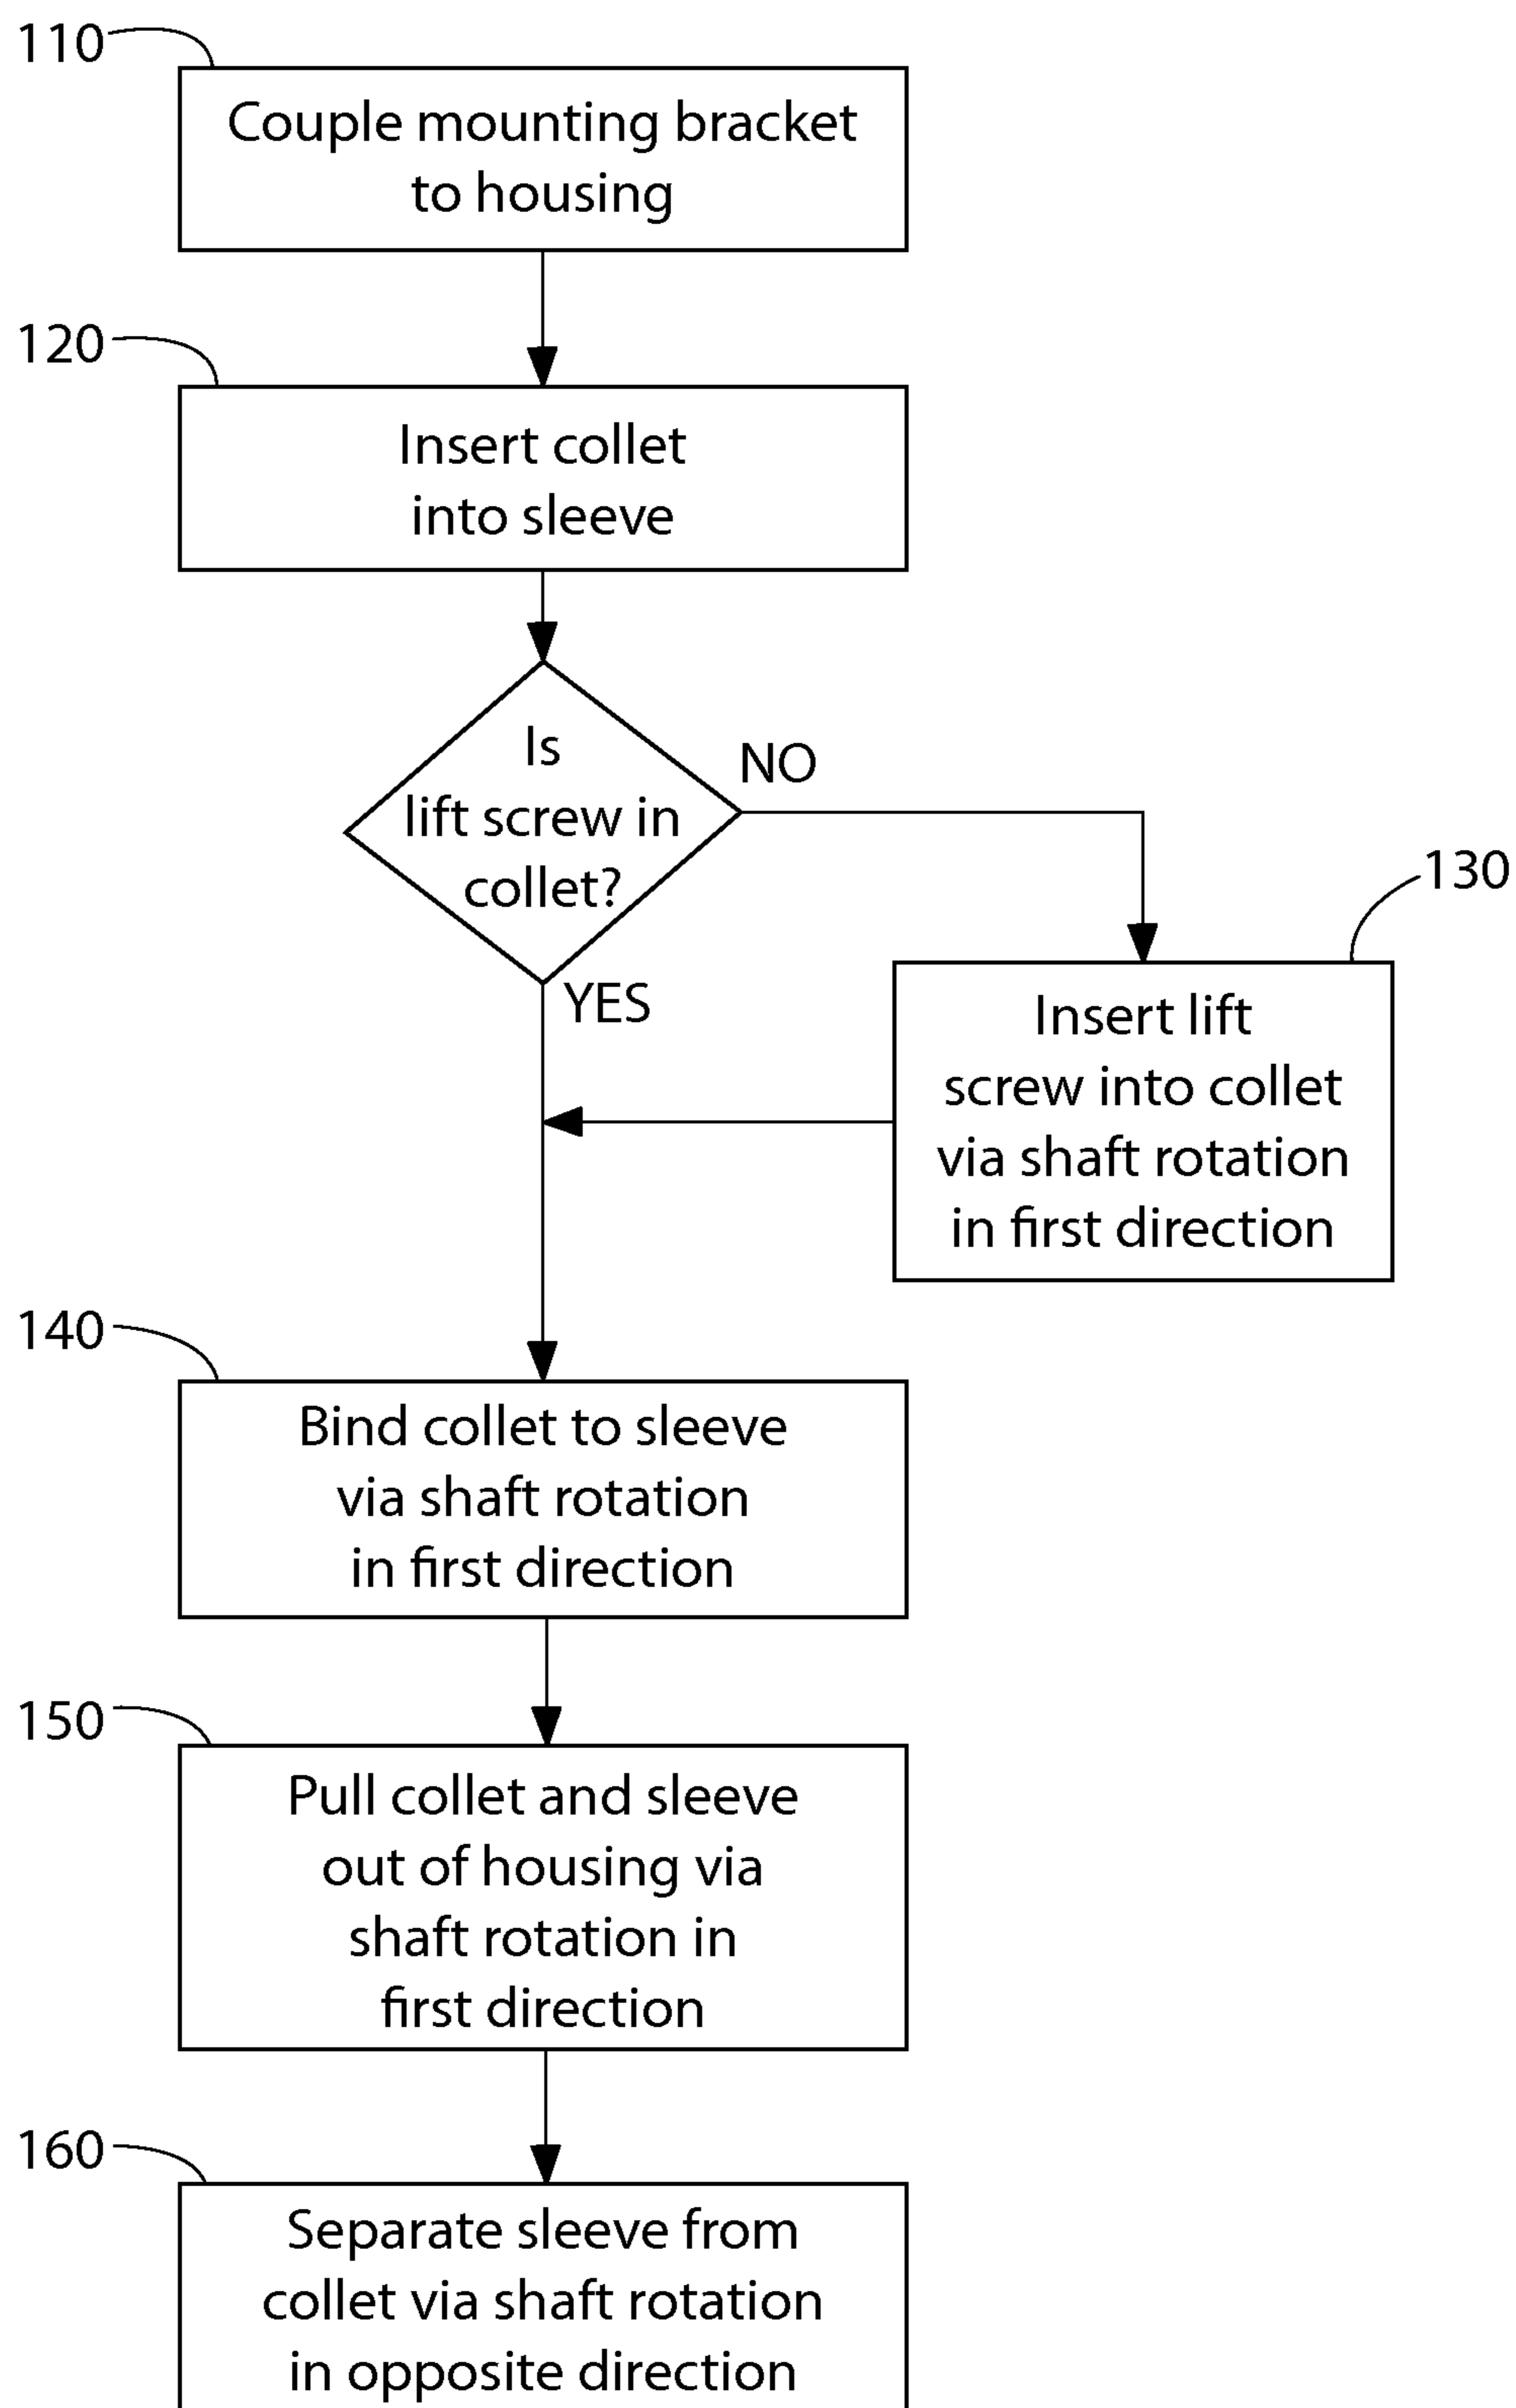 110
Couple mounting bracket
to housing
120
Insert collet
into sleeve
Is
lift screw in
collet?
NO
YES
130
Insert lift
screw into collet
via shaft rotation
in first direction
140
Bind collet to sleeve
via shaft rotation
in first direction
150
Pull collet and sleeve
out of housing via
shaft rotation in
first direction
160
Separate sleeve from
collet via shaft rotation
in opposite direction